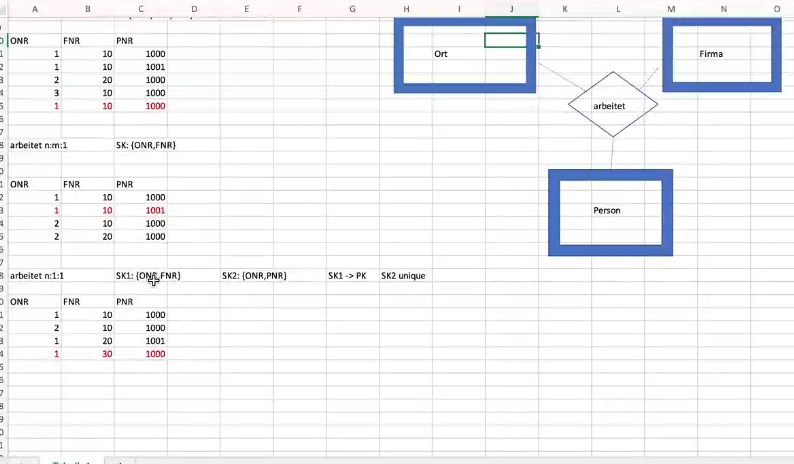 A B C D E F G H I J K L M N O
ONR FNR PNR
1 10 1000
1 10 1001
2 20 1000
3 10 1000
1 10 1000
arbeitet n:m:1 SK: {ONR,FNR}
ONR FNR PNR
1 10 1000
1 10 1001
2 10 1000
2 20 1000
arbeitet n:1:1 SK1: {ONR,FNR} SK2: {ONR,PNR} SK1 -> PK SK2 unique
ONR FNR PNR
1 10 1000
2 10 1000
1 20 1001
1 30 1000
Ort
Firma
arbeitet
Person